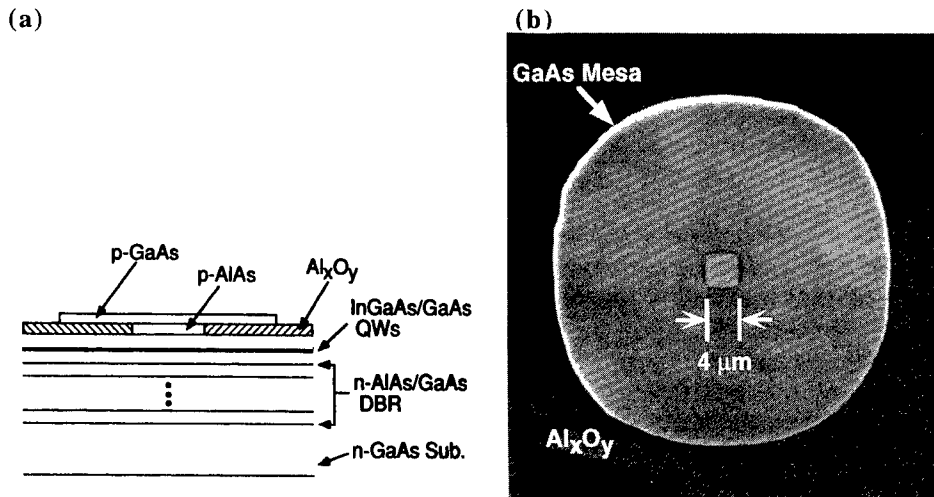 (a)
p-GaAs
p-AlAs
AlxOy
InGaAs/GaAs
QWs
n-AlAs/GaAs
DBR
n-GaAs Sub.
(b)
GaAs Mesa
4 μm
AlxOy